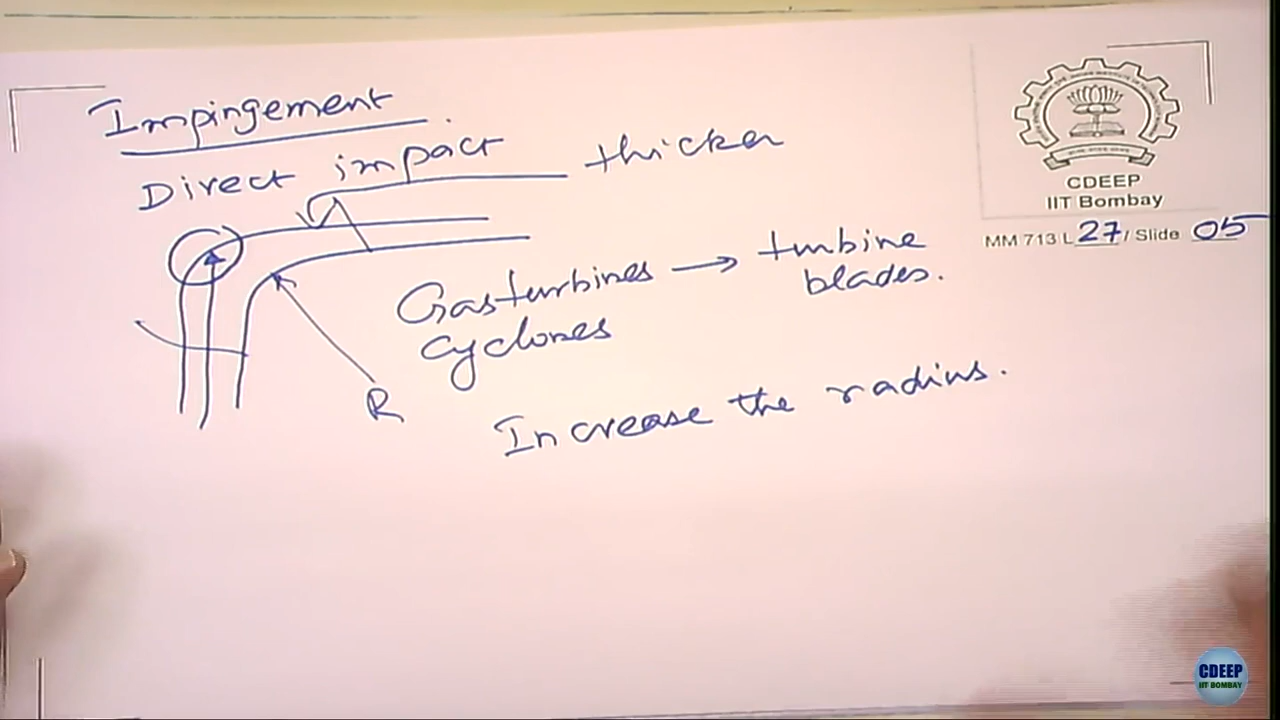 Impingement
Direct impact
thicker
Gasturbines → turbine
blades.
cyclones
R
Increase the radius.
CDEEP
IIT Bombay
MM 713 L 27 / Slide 05
CDEEP
IIT BOMBAY